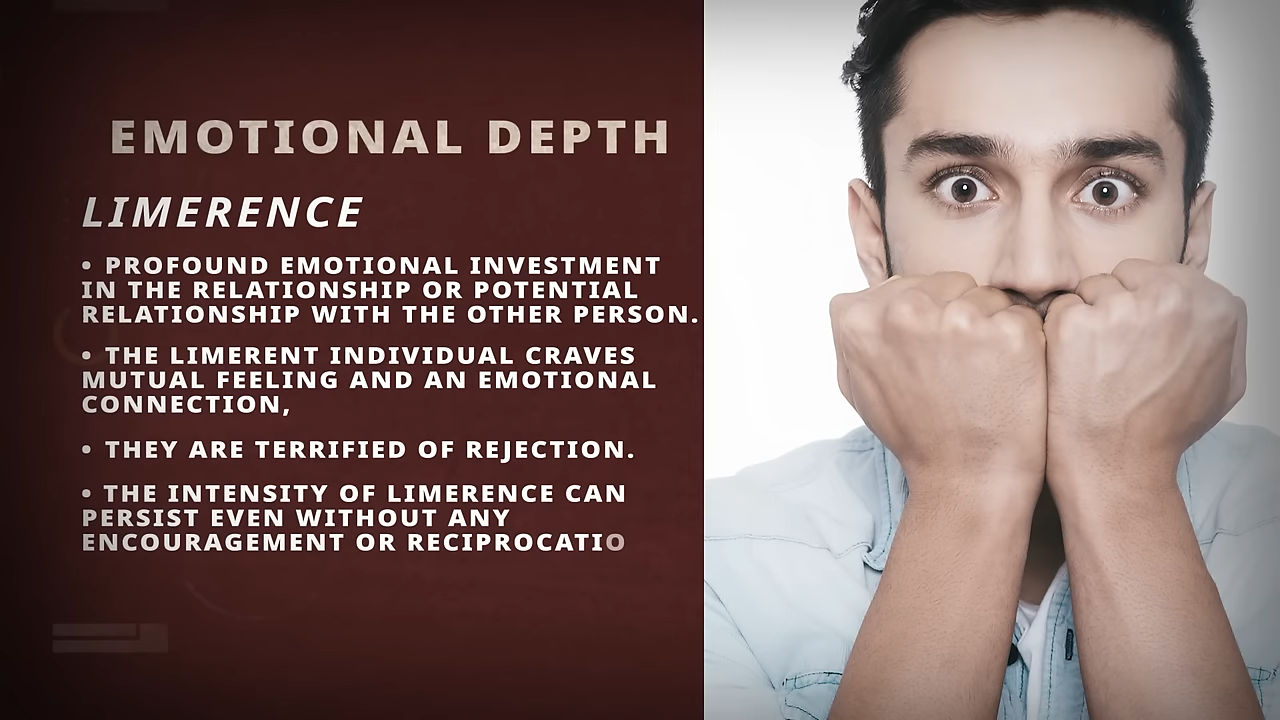 EMOTIONAL DEPTH
LIMERENCE
• PROFOUND EMOTIONAL INVESTMENT
IN THE RELATIONSHIP OR POTENTIAL
RELATIONSHIP WITH THE OTHER PERSON.
• THE LIMERENT INDIVIDUAL CRAVES
MUTUAL FEELING AND AN EMOTIONAL
CONNECTION,
• THEY ARE TERRIFIED OF REJECTION.
• THE INTENSITY OF LIMERENCE CAN
PERSIST EVEN WITHOUT ANY
ENCOURAGEMENT OR RECIPROCATIO